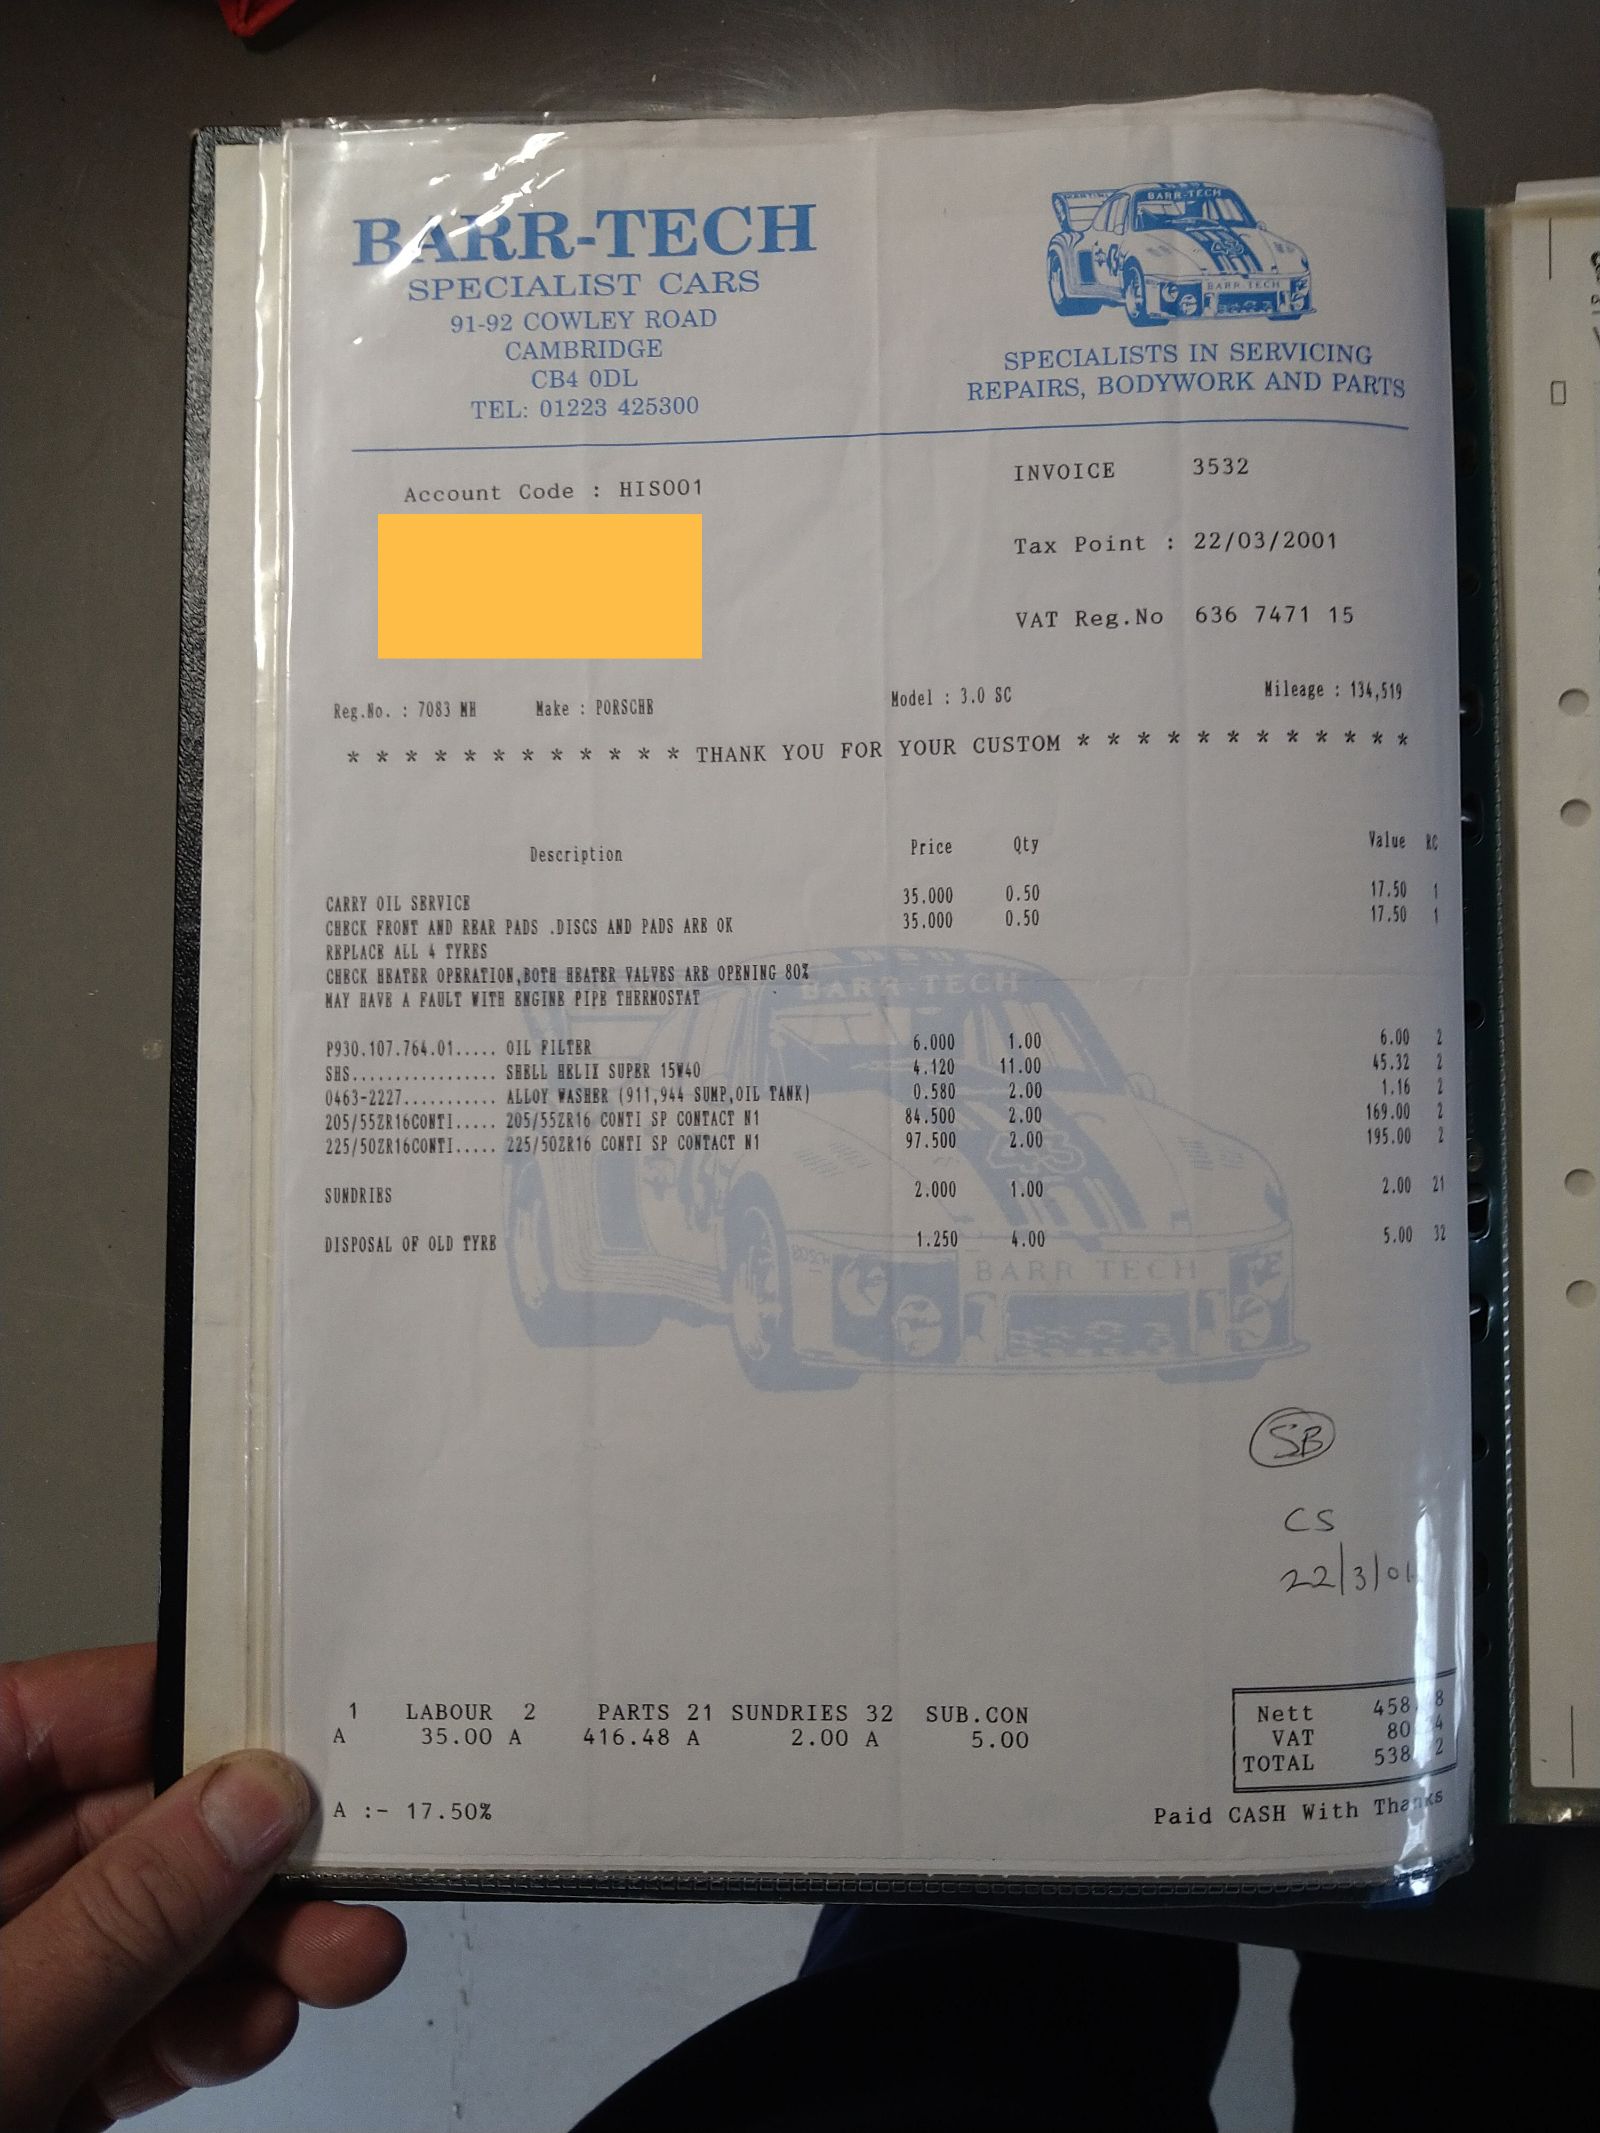 BARR-TECH
SPECIALIST CARS
91-92 COWLEY ROAD
CAMBRIDGE
CB4 0DL
TEL: 01223 425300
BARR-TECH
43
BARR TECH
SPECIALISTS IN SERVICING
REPAIRS, BODYWORK AND PARTS
Account Code : HIS001
INVOICE 3532
Tax Point : 22/03/2001
VAT Reg.No 636 7471 15
Reg.No. : 7083 MH Make : PORSCHE Model : 3.0 SC Mileage : 134,519
* * * * * * * * * * * * THANK YOU FOR YOUR CUSTOM * * * * * * * * * * * *
Description Price Qty Value RC
CARRY OIL SERVICE 35.000 0.50 17.50 1
CHECK FRONT AND REAR PADS .DISCS AND PADS ARE OK 35.000 0.50 17.50 1
REPLACE ALL 4 TYRES
CHECK HEATER OPERATION,BOTH HEATER VALVES ARE OPENING 80%
MAY HAVE A FAULT WITH ENGINE PIPE THERMOSTAT
P930.107.764.01..... OIL FILTER 6.000 1.00 6.00 2
SHS................. SHELL HELIX SUPER 15W40 4.120 11.00 45.32 2
0463-2227........... ALLOY WASHER (911,944 SUMP,OIL TANK) 0.580 2.00 1.16 2
205/55ZR16CONTI..... 205/55ZR16 CONTI SP CONTACT N1 84.500 2.00 169.00 2
225/50ZR16CONTI..... 225/50ZR16 CONTI SP CONTACT N1 97.500 2.00 195.00 2
SUNDRIES 2.000 1.00 2.00 21
DISPOSAL OF OLD TYRE 1.250 4.00 5.00 32
BARR-TECH
43
BARR TECH
SB
CS
22/3/01
1 LABOUR 2 PARTS 21 SUNDRIES 32 SUB.CON
A 35.00 A 416.48 A 2.00 A 5.00
Nett
VAT
TOTAL
A :- 17.50%
Paid CASH With Thanks